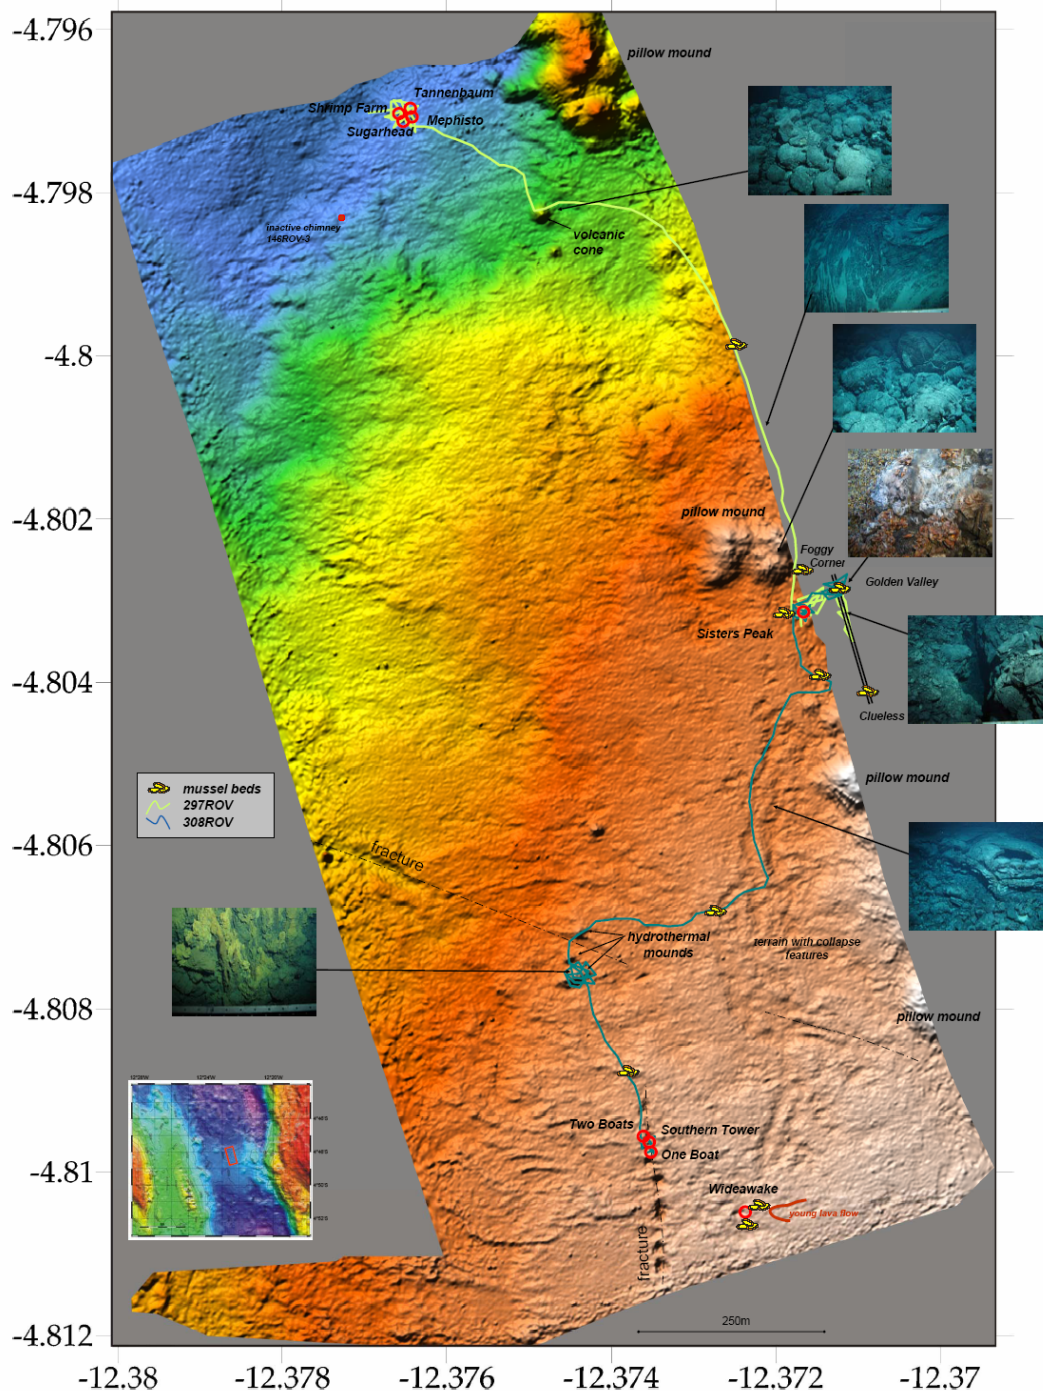 -4.796
-4.798
-4.8
-4.802
-4.804
-4.806
-4.808
-4.81
-4.812
-12.38
-12.378
-12.376
-12.374
-12.372
-12.37
pillow mound
Tannenbaum
Shrimp Farm
Mephisto
Sugarhead
inactive chimney
146ROV-3
volcanic
cone
pillow mound
Foggy
Corner
Golden Valley
Sisters Peak
Clueless
pillow mound
mussel beds
297ROV
308ROV
fracture
hydrothermal
mounds
terrain with collapse
features
pillow mound
Two Boats
Southern Tower
One Boat
Wideawake
young lava flow
fracture
250m